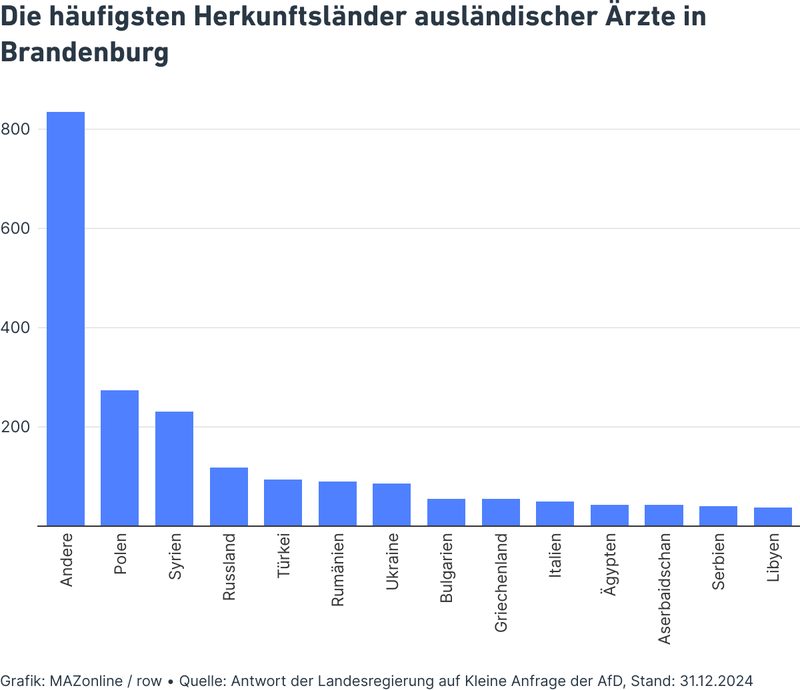 Die häufigsten Herkunftsländer ausländischer Ärzte in
Brandenburg
800
600
400
200
Andere
Polen
Syrien
Russland
Türkei
Rumänien
Ukraine
Bulgarien
Griechenland
Italien
Ägypten
Aserbaidschan
Serbien
Libyen
Grafik: MAZonline / row • Quelle: Antwort der Landesregierung auf Kleine Anfrage der AfD, Stand: 31.12.2024